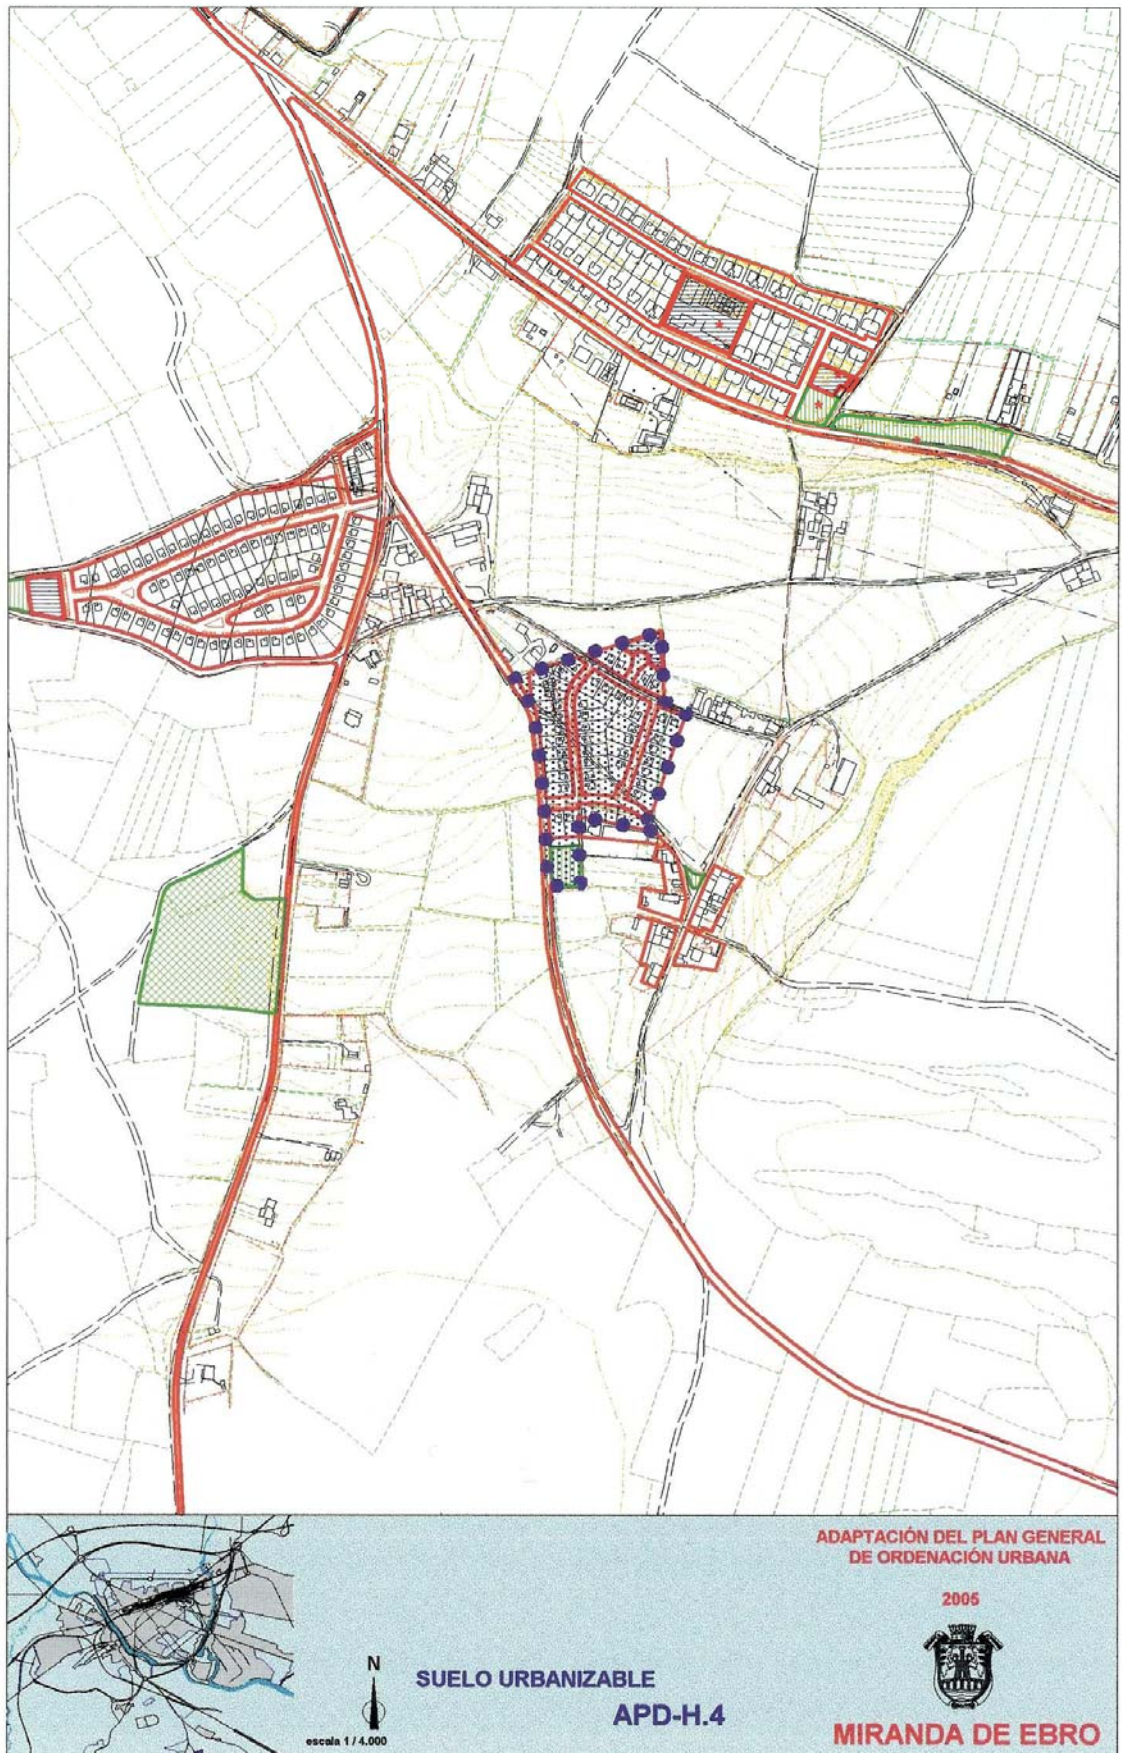 ADAPTACIÓN DEL PLAN GENERAL
DE ORDENACIÓN URBANA
2005
N
escala 1 / 4.000
SUELO URBANIZABLE
APD-H.4
MIRANDA DE EBRO